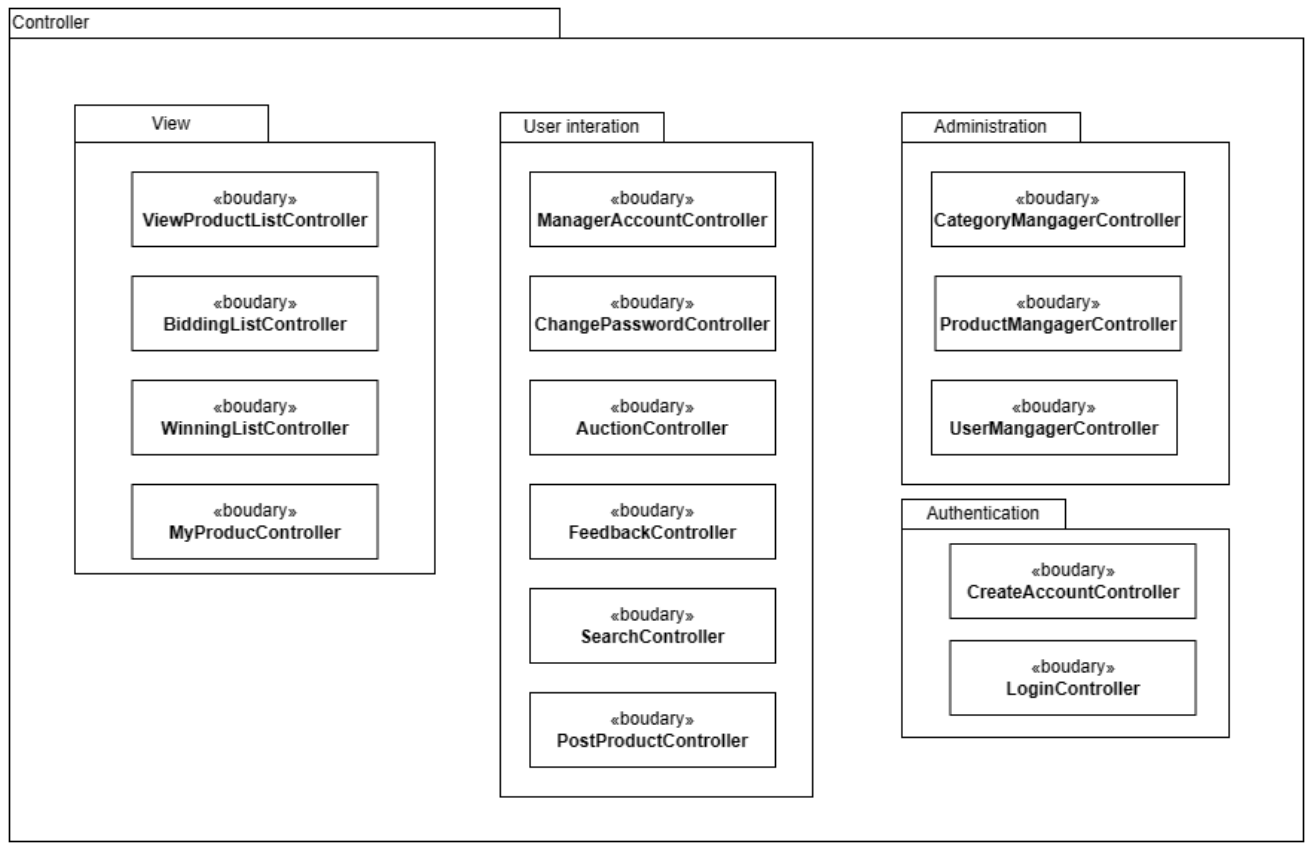 Controller
View
«boudary»
ViewProductListController
«boudary»
BiddingListController
«boudary»
WinningListController
«boudary»
MyProducController
User interation
«boudary»
ManagerAccountController
«boudary»
ChangePasswordController
«boudary»
AuctionController
«boudary»
FeedbackController
«boudary»
SearchController
«boudary»
PostProductController
Administration
«boudary»
CategoryMangagerController
«boudary»
ProductMangagerController
«boudary»
UserMangagerController
Authentication
«boudary»
CreateAccountController
«boudary»
LoginController